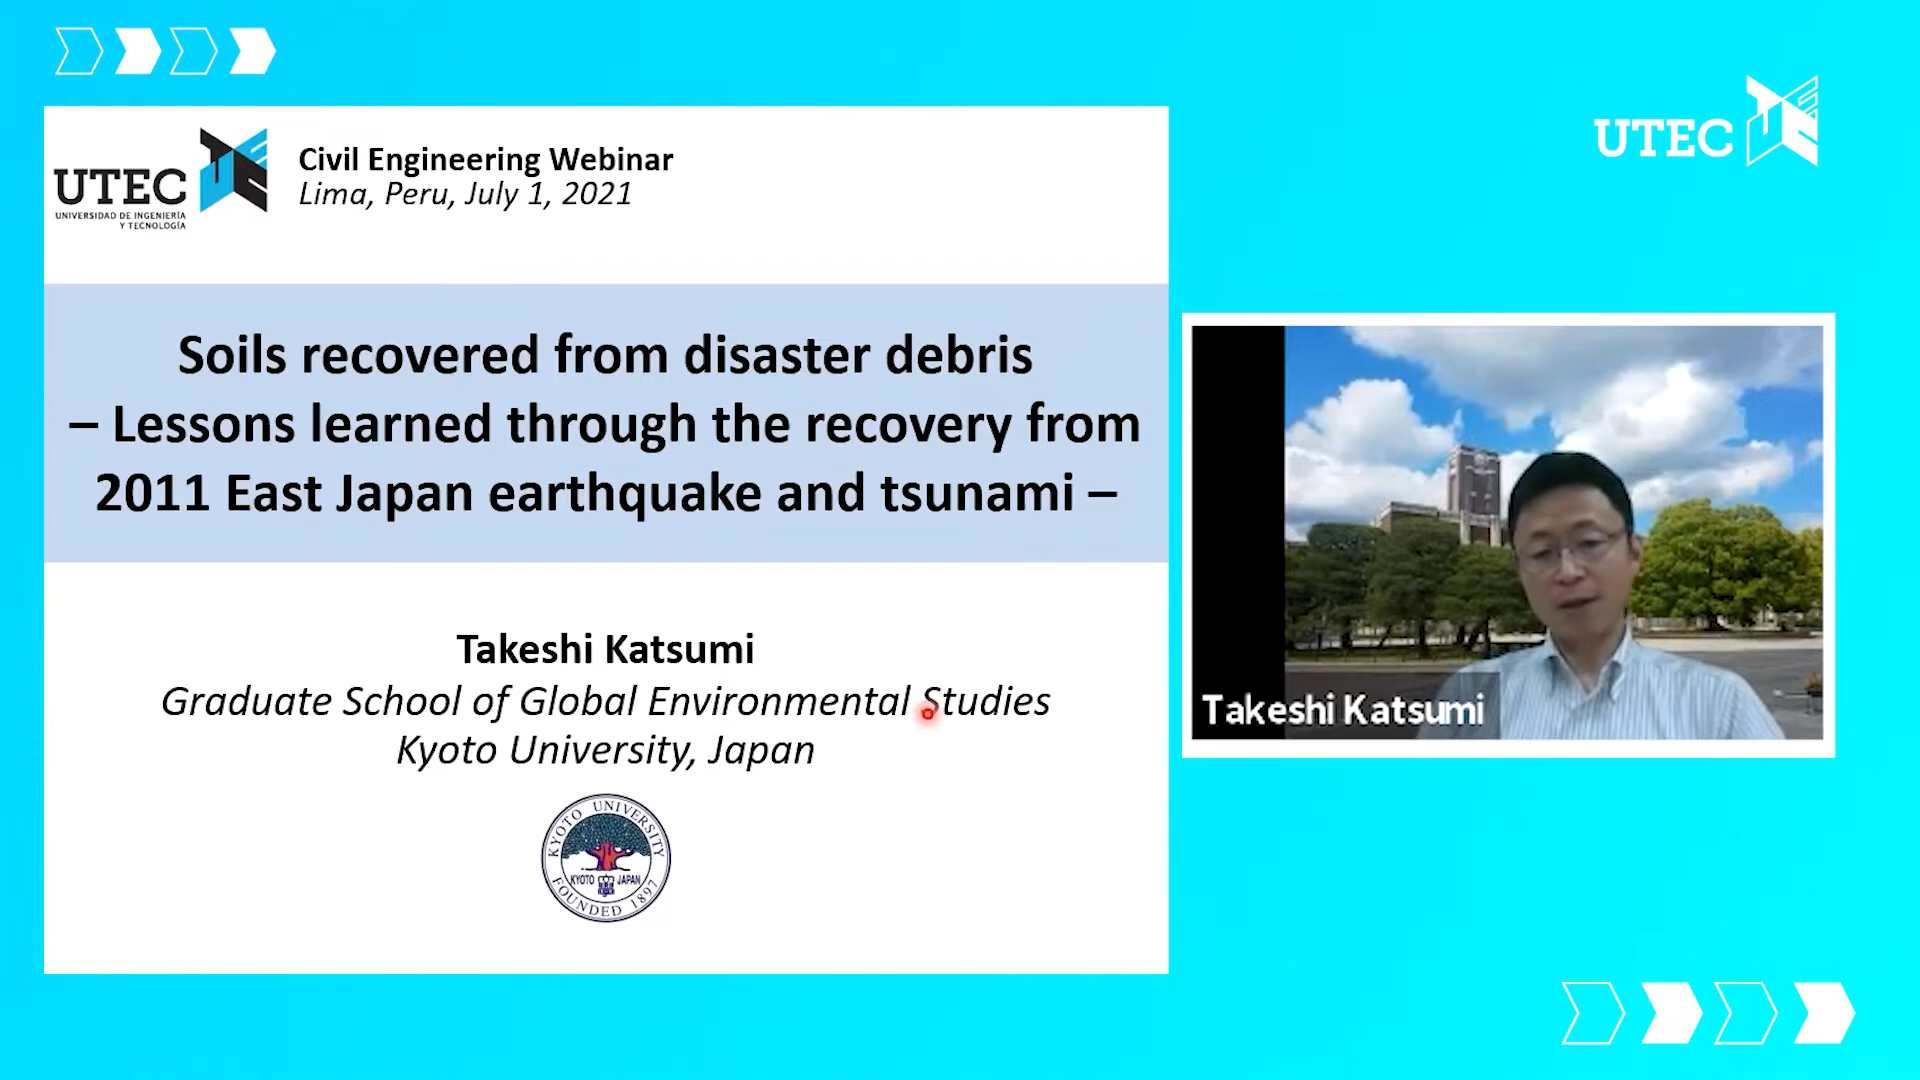 UTEC
UNIVERSIDAD DE INGENIERÍA
Y TECNOLOGÍA
Civil Engineering Webinar
Lima, Peru, July 1, 2021
UTEC
Soils recovered from disaster debris
– Lessons learned through the recovery from
2011 East Japan earthquake and tsunami –
Takeshi Katsumi
Graduate School of Global Environmental Studies
Kyoto University, Japan
KYOTO UNIVERSITY
KYOTO JAPAN
FOUNDED 1897
Takeshi Katsumi